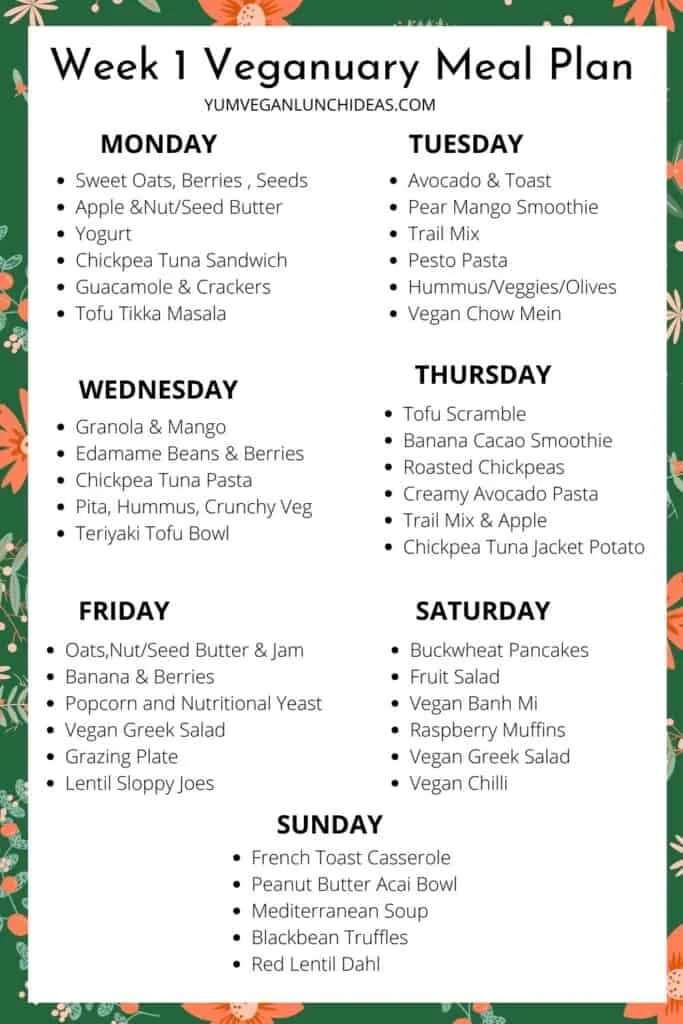 Week 1 Veganuary Meal Plan
YUMVEGANLUNCHIDEAS.COM
MONDAY
• Sweet Oats, Berries , Seeds
• Apple &Nut/Seed Butter
• Yogurt
• Chickpea Tuna Sandwich
• Guacamole & Crackers
• Tofu Tikka Masala
TUESDAY
• Avocado & Toast
• Pear Mango Smoothie
• Trail Mix
• Pesto Pasta
• Hummus/Veggies/Olives
• Vegan Chow Mein
WEDNESDAY
• Granola & Mango
• Edamame Beans & Berries
• Chickpea Tuna Pasta
• Pita, Hummus, Crunchy Veg
• Teriyaki Tofu Bowl
THURSDAY
• Tofu Scramble
• Banana Cacao Smoothie
• Roasted Chickpeas
• Creamy Avocado Pasta
• Trail Mix & Apple
• Chickpea Tuna Jacket Potato
FRIDAY
• Oats,Nut/Seed Butter & Jam
• Banana & Berries
• Popcorn and Nutritional Yeast
• Vegan Greek Salad
• Grazing Plate
• Lentil Sloppy Joes
SATURDAY
• Buckwheat Pancakes
• Fruit Salad
• Vegan Banh Mi
• Raspberry Muffins
• Vegan Greek Salad
• Vegan Chilli
SUNDAY
• French Toast Casserole
• Peanut Butter Acai Bowl
• Mediterranean Soup
• Blackbean Truffles
• Red Lentil Dahl